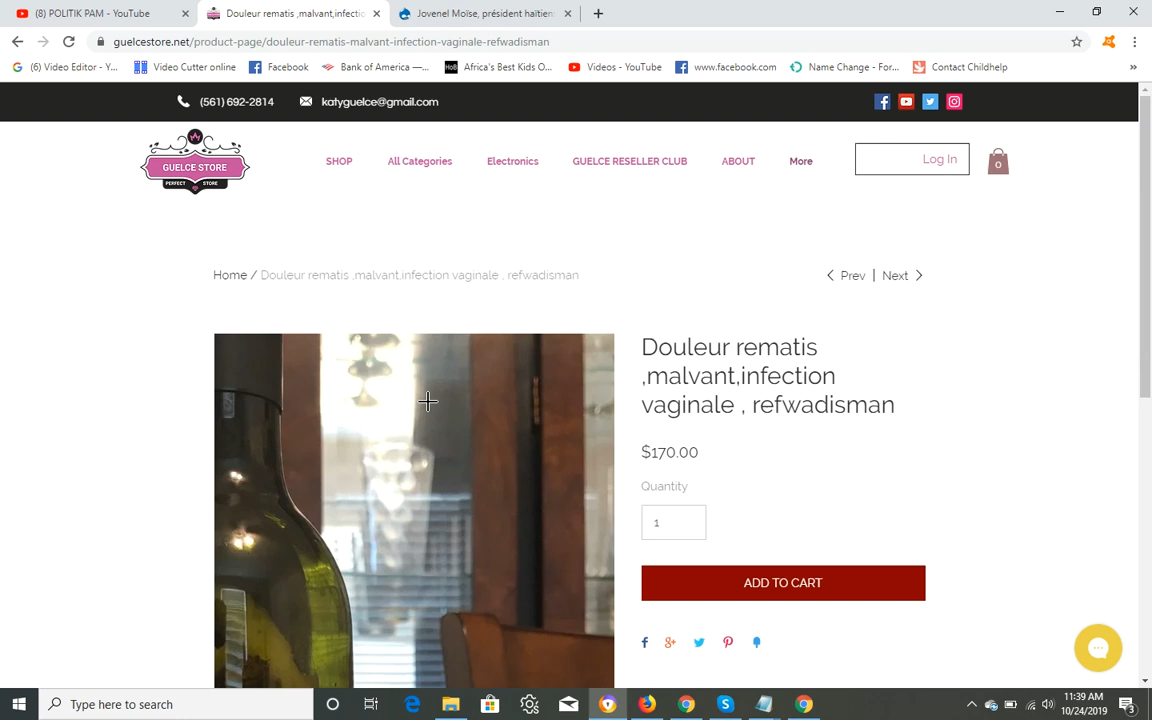 (8) POLITIK PAM - YouTube
Douleur rematis ,malvant,infectio
Jovenel Moïse, président haïtien
guelcestore.net/product-page/douleur-rematis-malvant-infection-vaginale-refwadisman
(6) Video Editor - Y...
Video Cutter online
Facebook
Bank of America —...
HoB
Africa's Best Kids O...
Videos - YouTube
www.facebook.com
Name Change - For...
Contact Childhelp
(561) 692-2814
katyguelce@gmail.com
GUELCE STORE
PERFECT STORE
SHOP
All Categories
Electronics
GUELCE RESELLER CLUB
ABOUT
More
Log In
0
Home / Douleur rematis ,malvant,infection vaginale , refwadisman
Prev | Next
Douleur rematis
,malvant,infection
vaginale , refwadisman
$170.00
Quantity
1
ADD TO CART
Type here to search
11:39 AM
10/24/2019
3